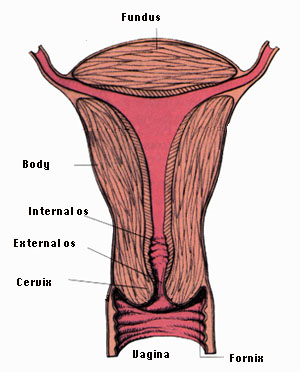 Fundus
Body
Internal os
External os
Cervix
Vagina
Fornix